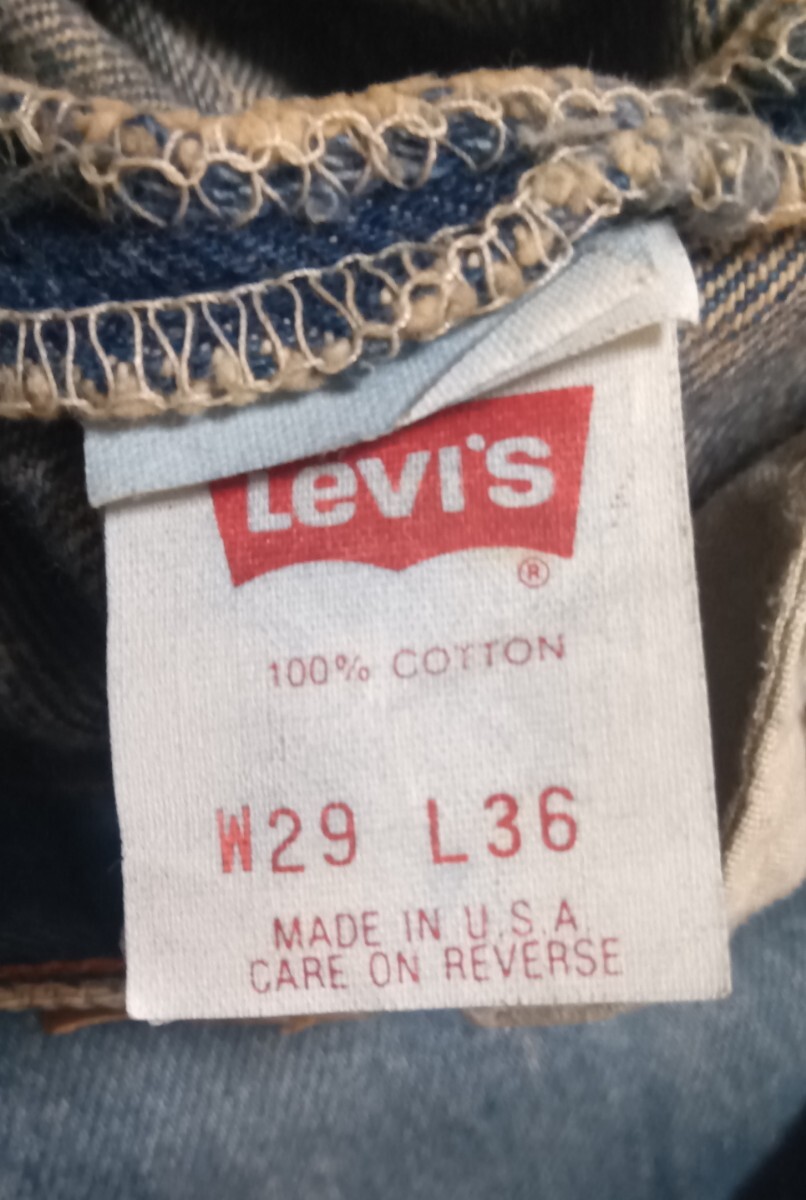 Levi's
®
100% COTTON
W29 L36
MADE IN U.S.A.
CARE ON REVERSE